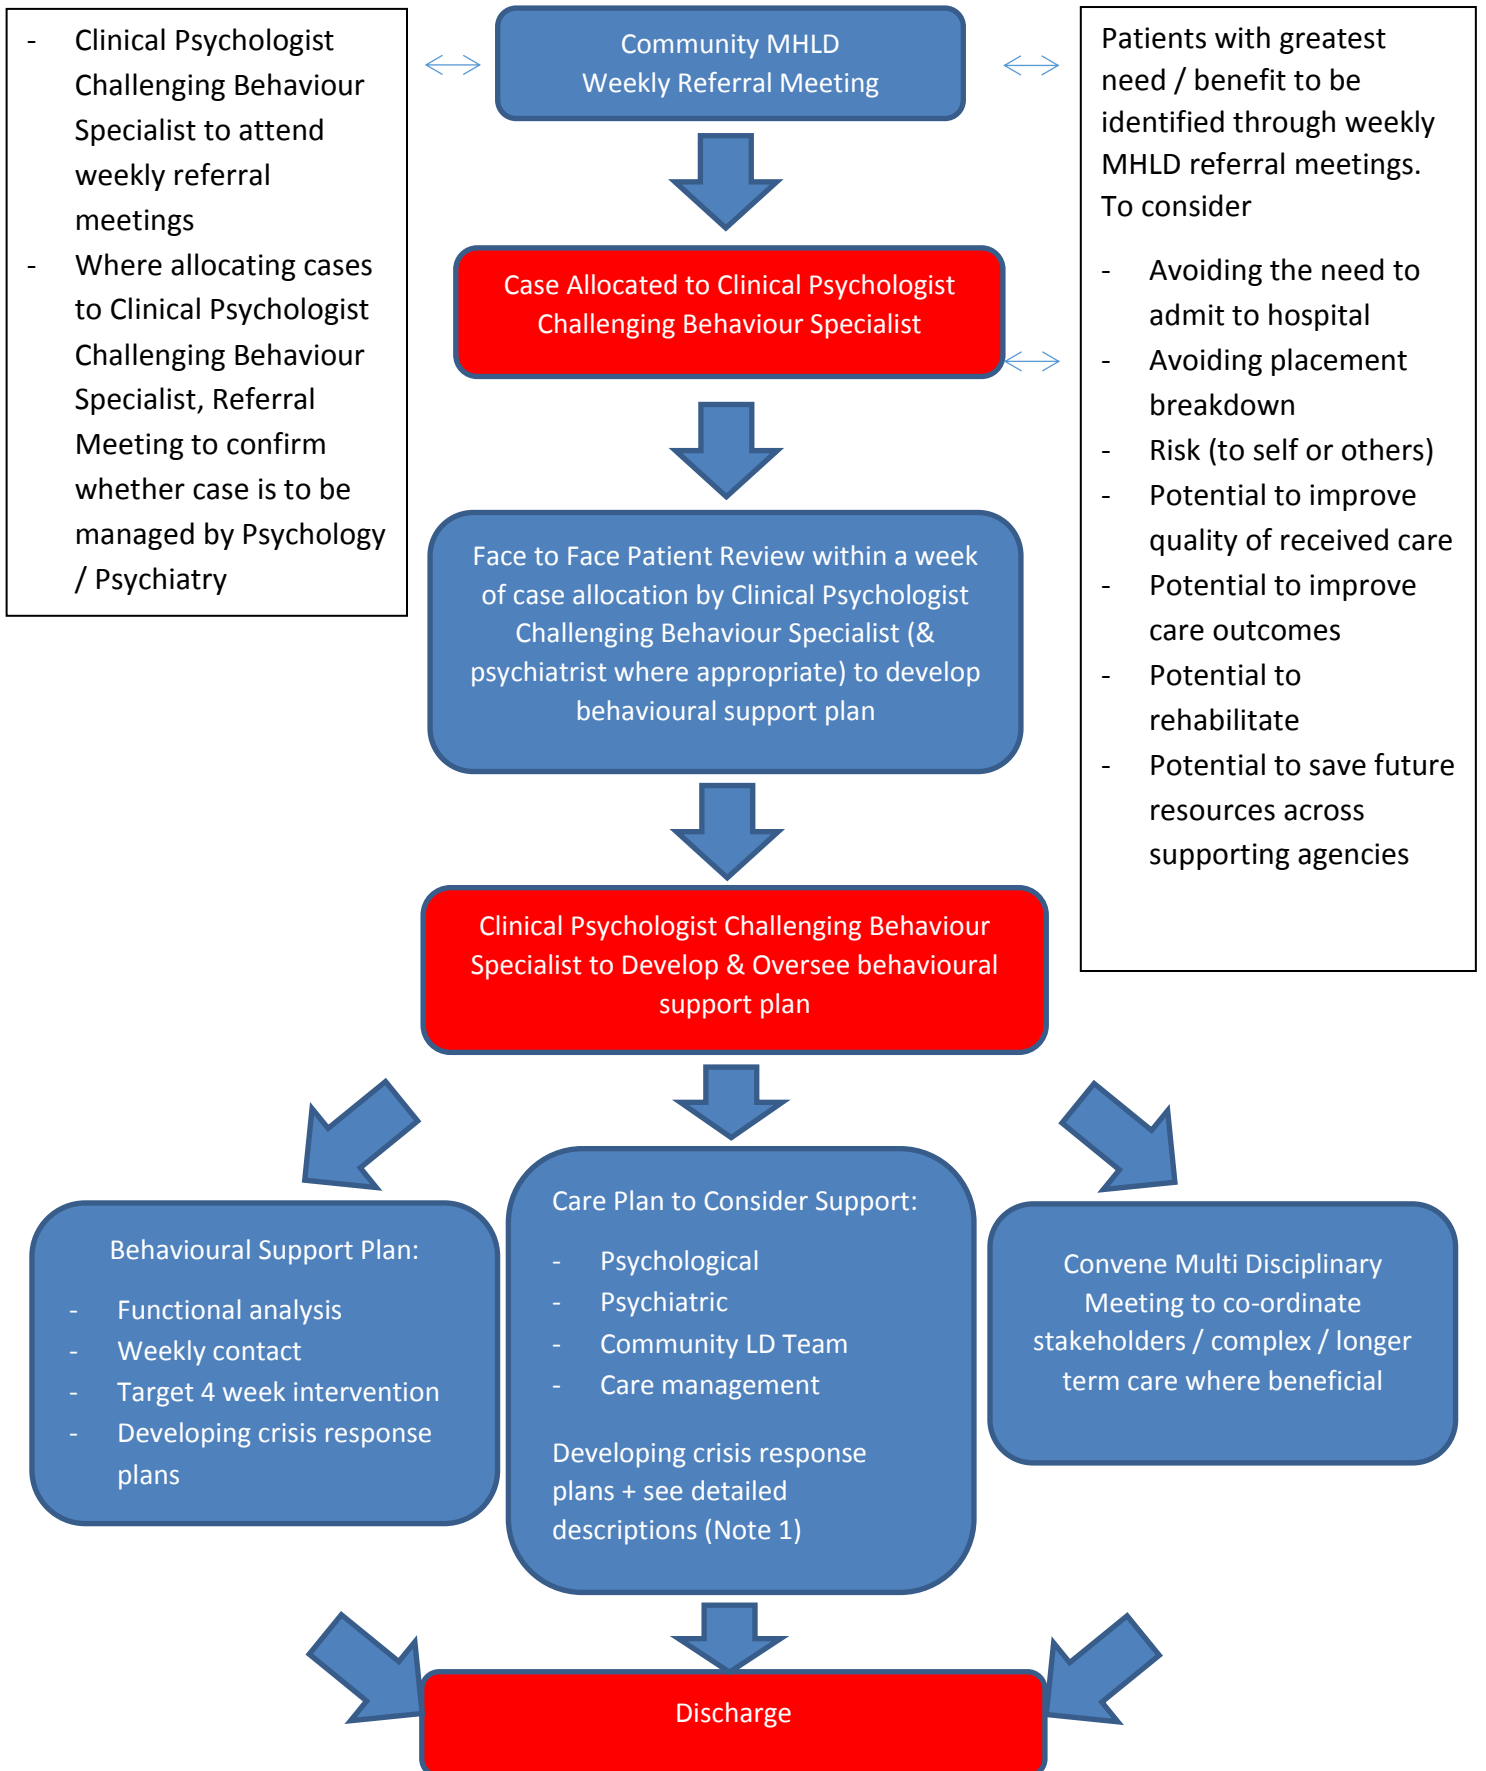 - Clinical Psychologist
Challenging Behaviour
Specialist to attend
weekly referral
meetings
- Where allocating cases
to Clinical Psychologist
Challenging Behaviour
Specialist, Referral
Meeting to confirm
whether case is to be
managed by Psychology
/ Psychiatry
Community MHLD
Weekly Referral Meeting
Patients with greatest
need / benefit to be
identified through weekly
MHLD referral meetings.
To consider
- Avoiding the need to
admit to hospital
- Avoiding placement
breakdown
- Risk (to self or others)
- Potential to improve
quality of received care
- Potential to improve
care outcomes
- Potential to
rehabilitate
- Potential to save future
resources across
supporting agencies
Case Allocated to Clinical Psychologist
Challenging Behaviour Specialist
Face to Face Patient Review within a week
of case allocation by Clinical Psychologist
Challenging Behaviour Specialist (&
psychiatrist where appropriate) to develop
behavioural support plan
Clinical Psychologist Challenging Behaviour
Specialist to Develop & Oversee behavioural
support plan
Behavioural Support Plan:
- Functional analysis
- Weekly contact
- Target 4 week intervention
- Developing crisis response
plans
Care Plan to Consider Support:
- Psychological
- Psychiatric
- Community LD Team
- Care management
Developing crisis response
plans + see detailed
descriptions (Note 1)
Convene Multi Disciplinary
Meeting to co-ordinate
stakeholders / complex / longer
term care where beneficial
Discharge